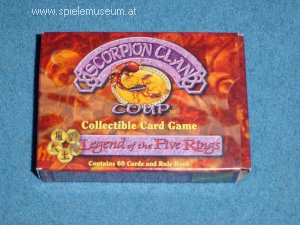 www.spielemuseum.at
SCORPION CLAN
COUP
Collectible Card Game
Legend of the Five Rings
Contains 60 Cards and Rule Book